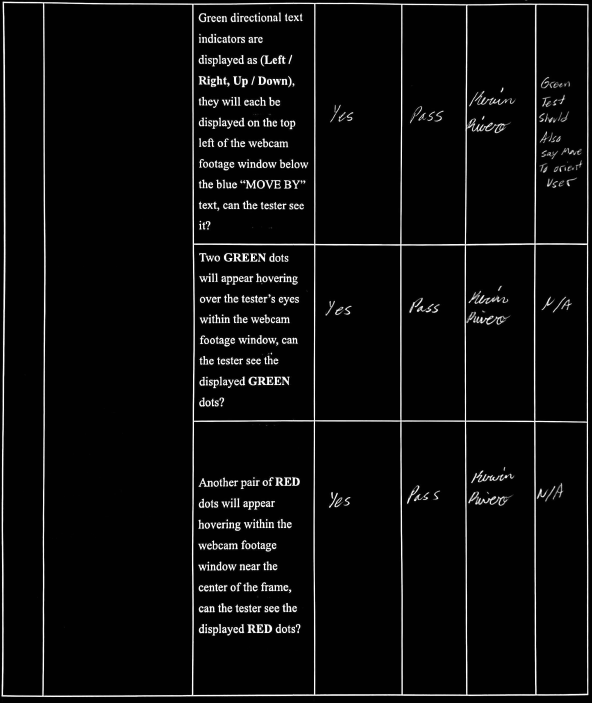 Green directional text
indicators are
displayed as (Left /
Right, Up / Down),
they will each be
displayed on the top
left of the webcam
footage window below
the blue “MOVE BY”
text, can the tester see
it?
Yes
Pass
Kerwin
Rivero
Green
Test
Should
Also
say Move
To orient
User
Two GREEN dots
will appear hovering
over the tester’s eyes
within the webcam
footage window, can
the tester see the
displayed GREEN
dots?
Yes
Pass
Kerwin
Rivero
N/A
Another pair of RED
dots will appear
hovering within the
webcam footage
window near the
center of the frame,
can the tester see the
displayed RED dots?
Yes
Pass
Kerwin
Rivero
N/A